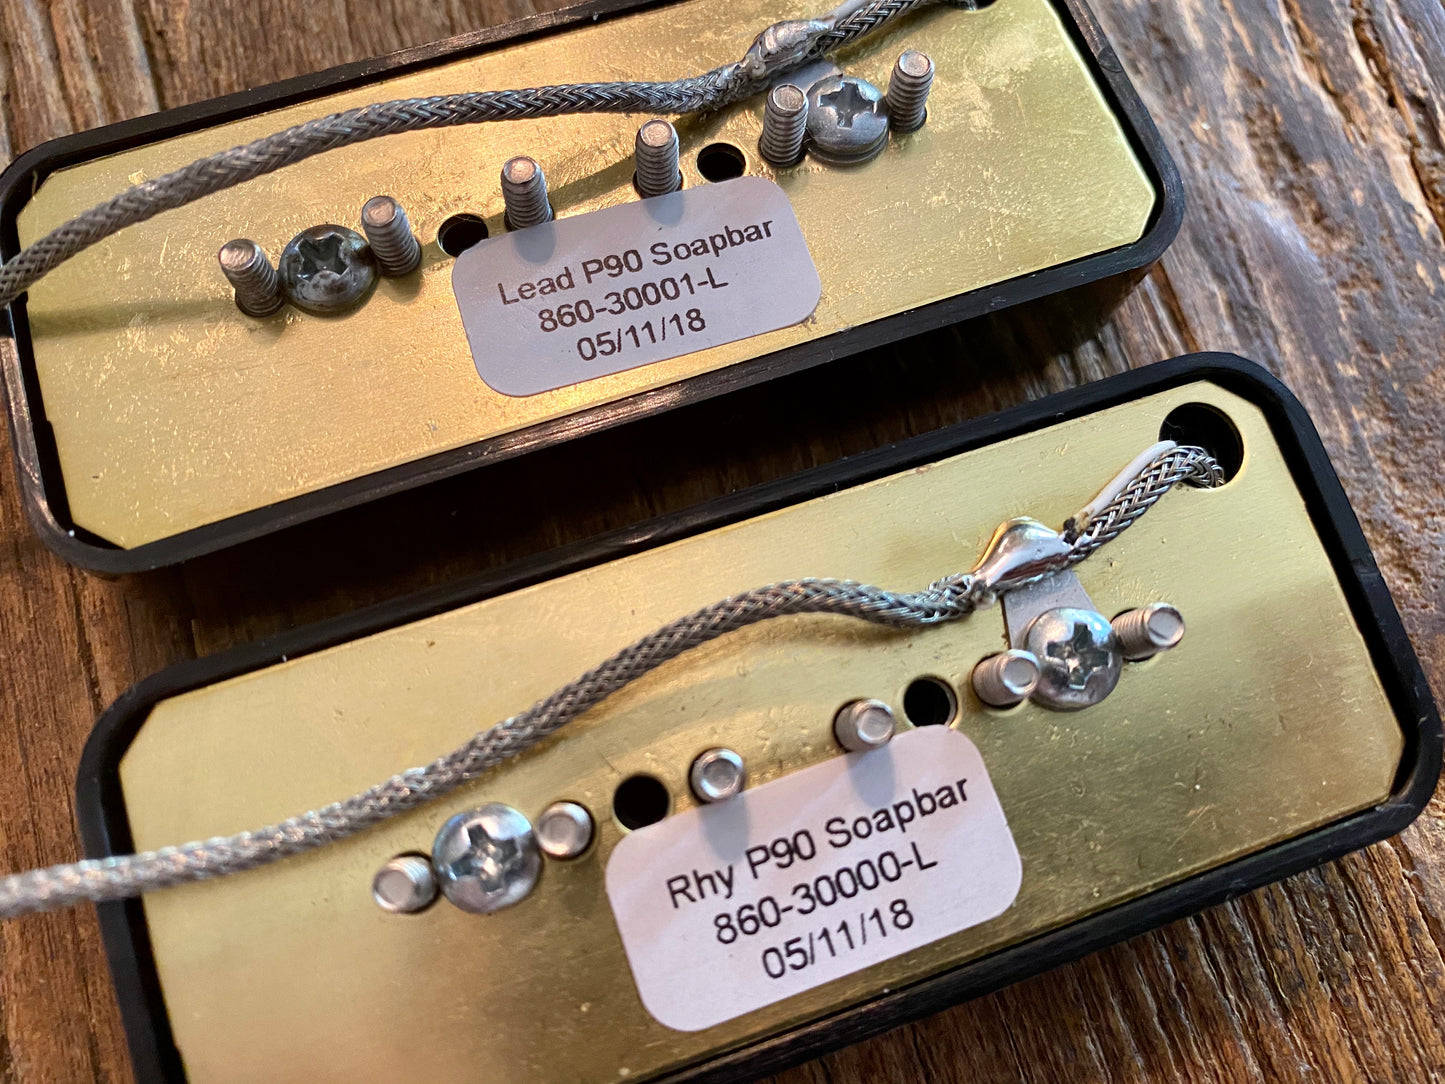 Lead P90 Soapbar
860-30001-L
05/11/18
Rhy P90 Soapbar
860-30000-L
05/11/18